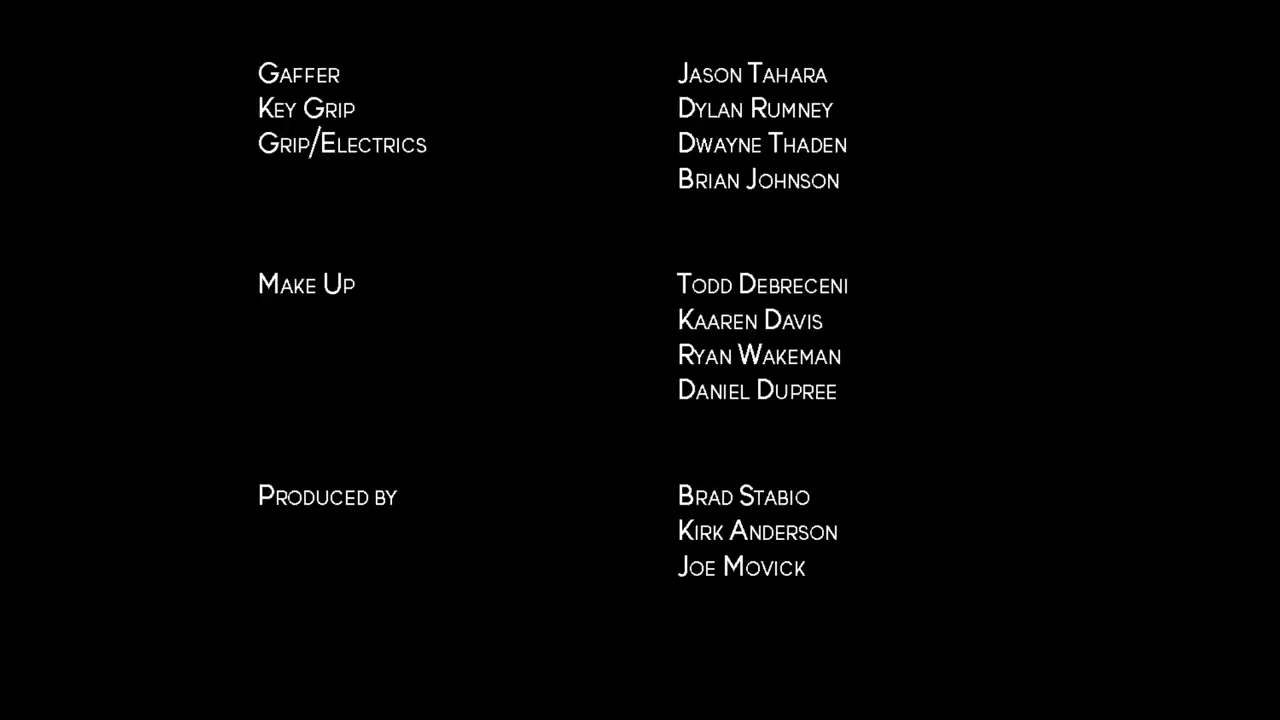 Gaffer Jason Tahara
Key Grip Dylan Rumney
Grip/Electrics Dwayne Thaden
Brian Johnson
Make Up Todd Debreceni
Kaaren Davis
Ryan Wakeman
Daniel Dupree
Produced by Brad Stabio
Kirk Anderson
Joe Movick